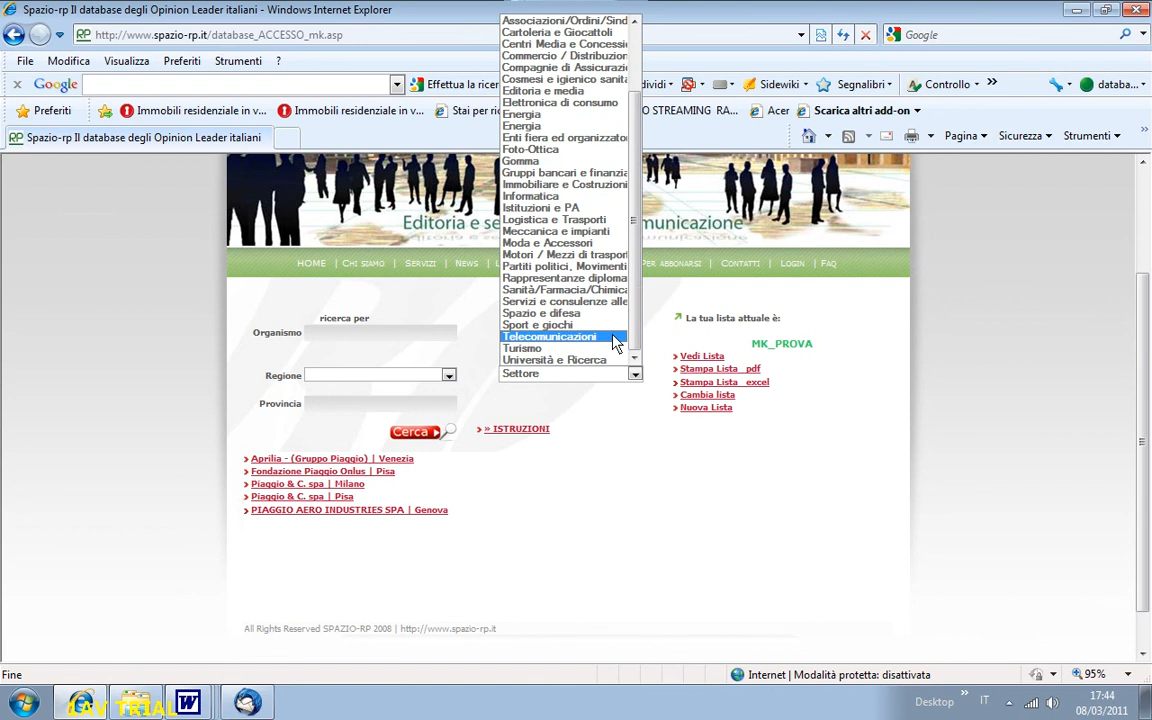 Spazio-rp Il database degli Opinion Leader italiani - Windows Internet Explorer
http://www.spazio-rp.it/database_ACCESSO_mk.asp
Google
File Modifica Visualizza Preferiti Strumenti ?
Google
Effettua la ricer
Sidewiki
Segnalibri
Controllo
databa...
Preferiti
Immobili residenziale in v...
Immobili residenziale in v...
Stai per ri
O STREAMING RA...
Acer
Scarica altri add-on
Spazio-rp Il database degli Opinion Leader italiani
Pagina Sicurezza Strumenti
Associazioni/Ordini/Sind
Cartoleria e Giocattoli
Centri Media e Concessi
Commercio / Distribuzion
Compagnie di Assicurazi
Cosmesi e igienico sanita
Editoria e media
Elettronica di consumo
Energia
Energia
Enti fiera ed organizzator
Foto-Ottica
Gomma
Gruppi bancari e finanzia
Immobiliare e Costruzioni
Informatica
Istituzioni e PA
Logistica e Trasporti
Meccanica e impianti
Moda e Accessori
Motori / Mezzi di trasport
Partiti politici, Movimenti
Rappresentanze diploma
Sanità/Farmacia/Chimica
Servizi e consulenze alle
Spazio e difesa
Sport e giochi
Telecomunicazioni
Turismo
Università e Ricerca
Settore
Editoria e se
municazione
HOME Chi siamo Servizi News
Per abbonarsi Contatti Login FAQ
ricerca per
Organismo
Regione
Provincia
Cerca
» ISTRUZIONI
La tua lista attuale è:
MK_PROVA
Vedi Lista
Stampa Lista pdf
Stampa Lista excel
Cambia lista
Nuova Lista
Aprilia - (Gruppo Piaggio) | Venezia
Fondazione Piaggio Onlus | Pisa
Piaggio & C. spa | Milano
Piaggio & C. spa | Pisa
PIAGGIO AERO INDUSTRIES SPA | Genova
All Rights Reserved SPAZIO-RP 2008 | http://www.spazio-rp.it
Fine
Internet | Modalità protetta: disattivata
95%
LAV TRIAL
Desktop
IT
17:44
08/03/2011